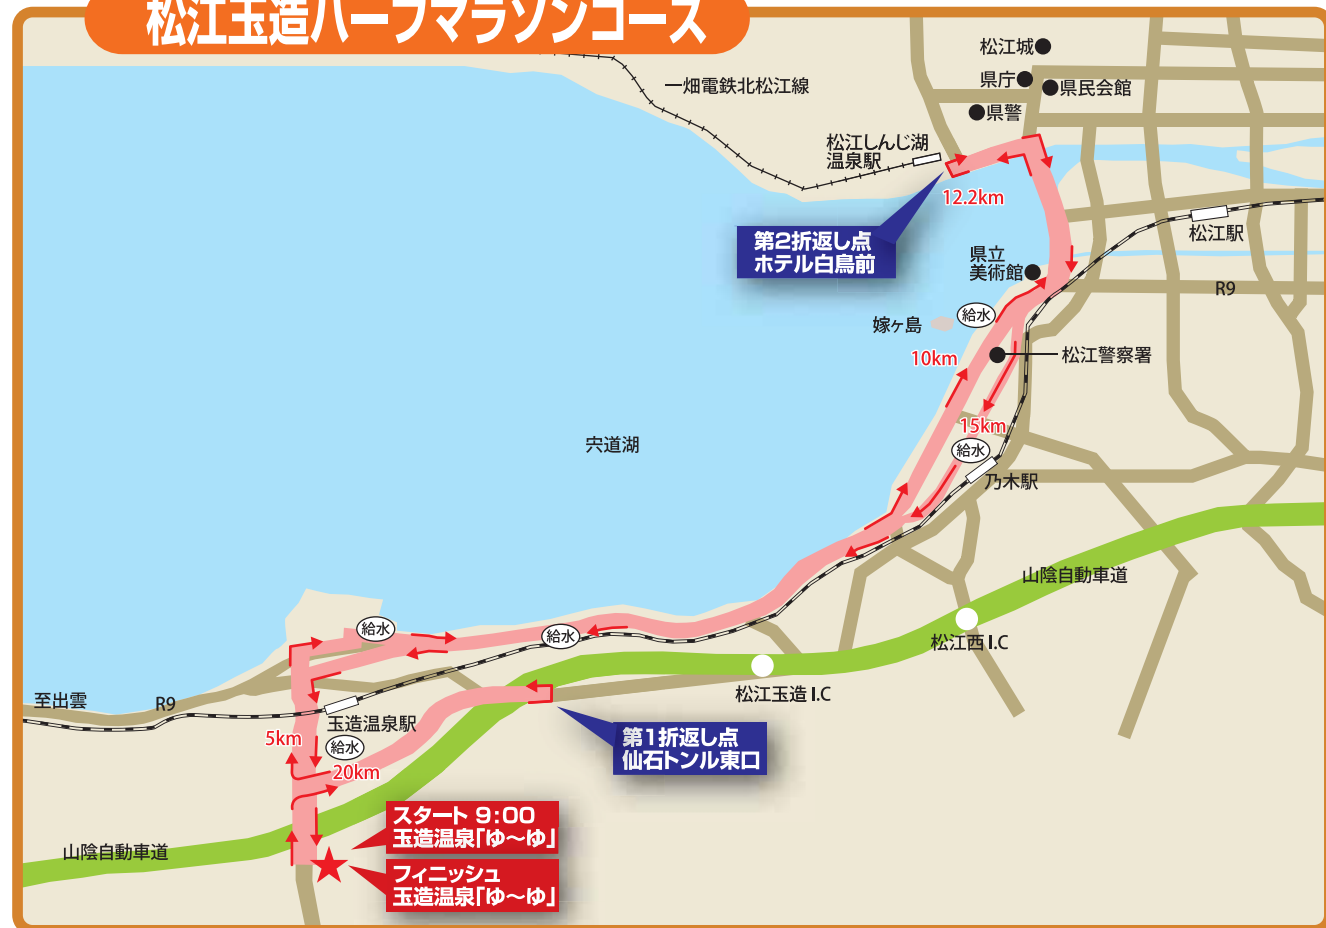 松江玉造ハーフマラソンコース
松江城
県庁
県民会館
県警
一畑電鉄北松江線
松江しんじ湖
温泉駅
12.2km
第2折返し点
ホテル白鳥前
松江駅
県立
美術館
R9
嫁ヶ島
給水
10km
松江警察署
15km
給水
宍道湖
乃木駅
山陰自動車道
給水
給水
松江西I.C
松江玉造I.C
至出雲
R9
玉造温泉駅
5km
給水
20km
第1折返し点
仙石トンル東口
スタート 9:00
玉造温泉「ゆ～ゆ」
山陰自動車道
フィニッシュ
玉造温泉「ゆ～ゆ」